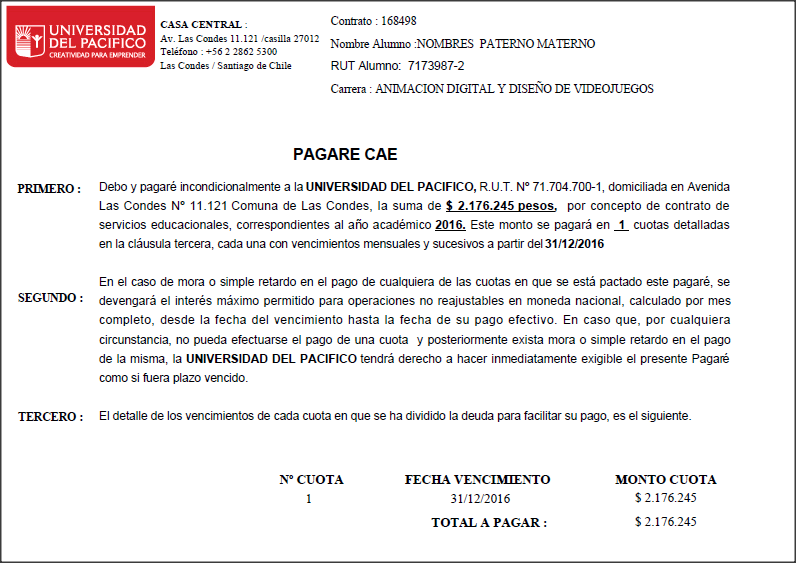 UNIVERSIDAD
DEL PACIFICO
CREATIVIDAD PARA EMPRENDER
CASA CENTRAL :
Av. Las Condes 11.121 /casilla 27012
Teléfono : +56 2 2862 5300
Las Condes / Santiago de Chile
Contrato : 168498
Nombre Alumno :NOMBRES PATERNO MATERNO
RUT Alumno: 7173987-2
Carrera : ANIMACION DIGITAL Y DISEÑO DE VIDEOJUEGOS
PAGARE CAE
PRIMERO :
Debo y pagaré incondicionalmente a la UNIVERSIDAD DEL PACIFICO, R.U.T. Nº 71.704.700-1, domiciliada en Avenida
Las Condes Nº 11.121 Comuna de Las Condes, la suma de $ 2.176.245 pesos, por concepto de contrato de
servicios educacionales, correspondientes al año académico 2016. Este monto se pagará en 1 cuotas detalladas
en la cláusula tercera, cada una con vencimientos mensuales y sucesivos a partir del 31/12/2016
SEGUNDO :
En el caso de mora o simple retardo en el pago de cualquiera de las cuotas en que se está pactado este pagaré, se
devengará el interés máximo permitido para operaciones no reajustables en moneda nacional, calculado por mes
completo, desde la fecha del vencimiento hasta la fecha de su pago efectivo. En caso que, por cualquiera
circunstancia, no pueda efectuarse el pago de una cuota y posteriormente exista mora o simple retardo en el pago
de la misma, la UNIVERSIDAD DEL PACIFICO tendrá derecho a hacer inmediatamente exigible el presente Pagaré
como si fuera plazo vencido.
TERCERO :
El detalle de los vencimientos de cada cuota en que se ha dividido la deuda para facilitar su pago, es el siguiente.
Nº CUOTA FECHA VENCIMIENTO MONTO CUOTA
1 31/12/2016 $ 2.176.245
TOTAL A PAGAR : $ 2.176.245